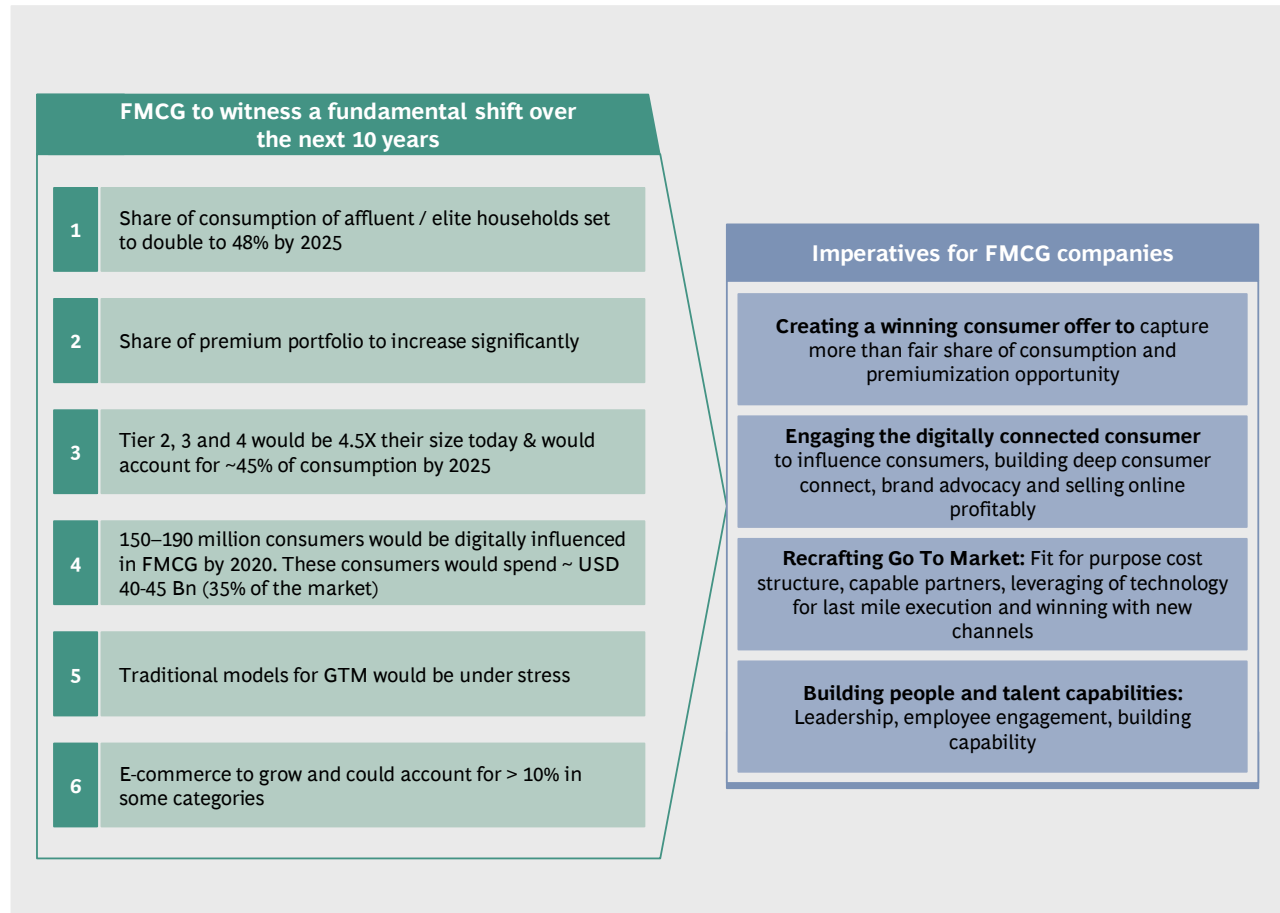 FMCG to witness a fundamental shift over
the next 10 years
1
Share of consumption of affluent / elite households set
to double to 48% by 2025
2
Share of premium portfolio to increase significantly
3
Tier 2, 3 and 4 would be 4.5X their size today & would
account for ~45% of consumption by 2025
4
150–190 million consumers would be digitally influenced
in FMCG by 2020. These consumers would spend ~ USD
40-45 Bn (35% of the market)
5
Traditional models for GTM would be under stress
6
E-commerce to grow and could account for > 10% in
some categories
Imperatives for FMCG companies
Creating a winning consumer offer to capture
more than fair share of consumption and
premiumization opportunity
Engaging the digitally connected consumer
to influence consumers, building deep consumer
connect, brand advocacy and selling online
profitably
Recrafting Go To Market: Fit for purpose cost
structure, capable partners, leveraging of technology
for last mile execution and winning with new
channels
Building people and talent capabilities:
Leadership, employee engagement, building
capability